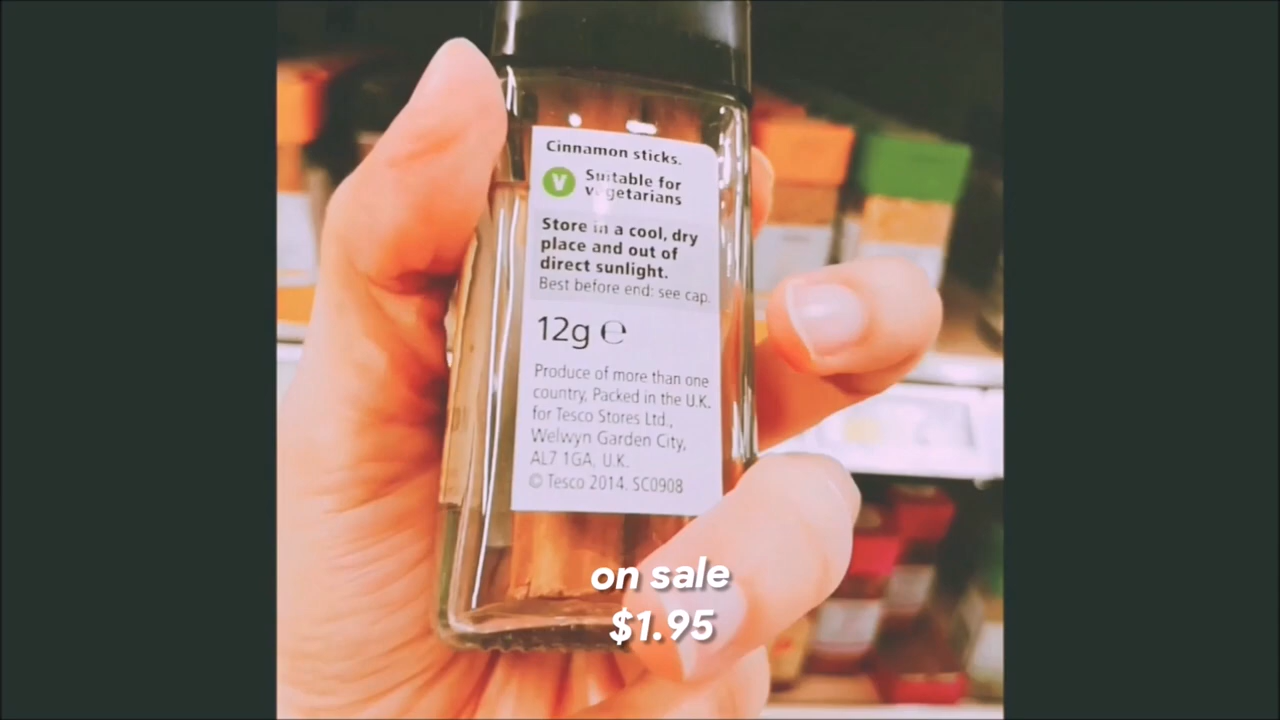 Cinnamon sticks.
V
Suitable for
vegetarians
Store in a cool, dry
place and out of
direct sunlight.
Best before end: see cap.
12g ℮
Produce of more than one
country, Packed in the U.K.
for Tesco Stores Ltd.,
Welwyn Garden City,
AL7 1GA, U.K.
© Tesco 2014. SC0908
on sale
$1.95